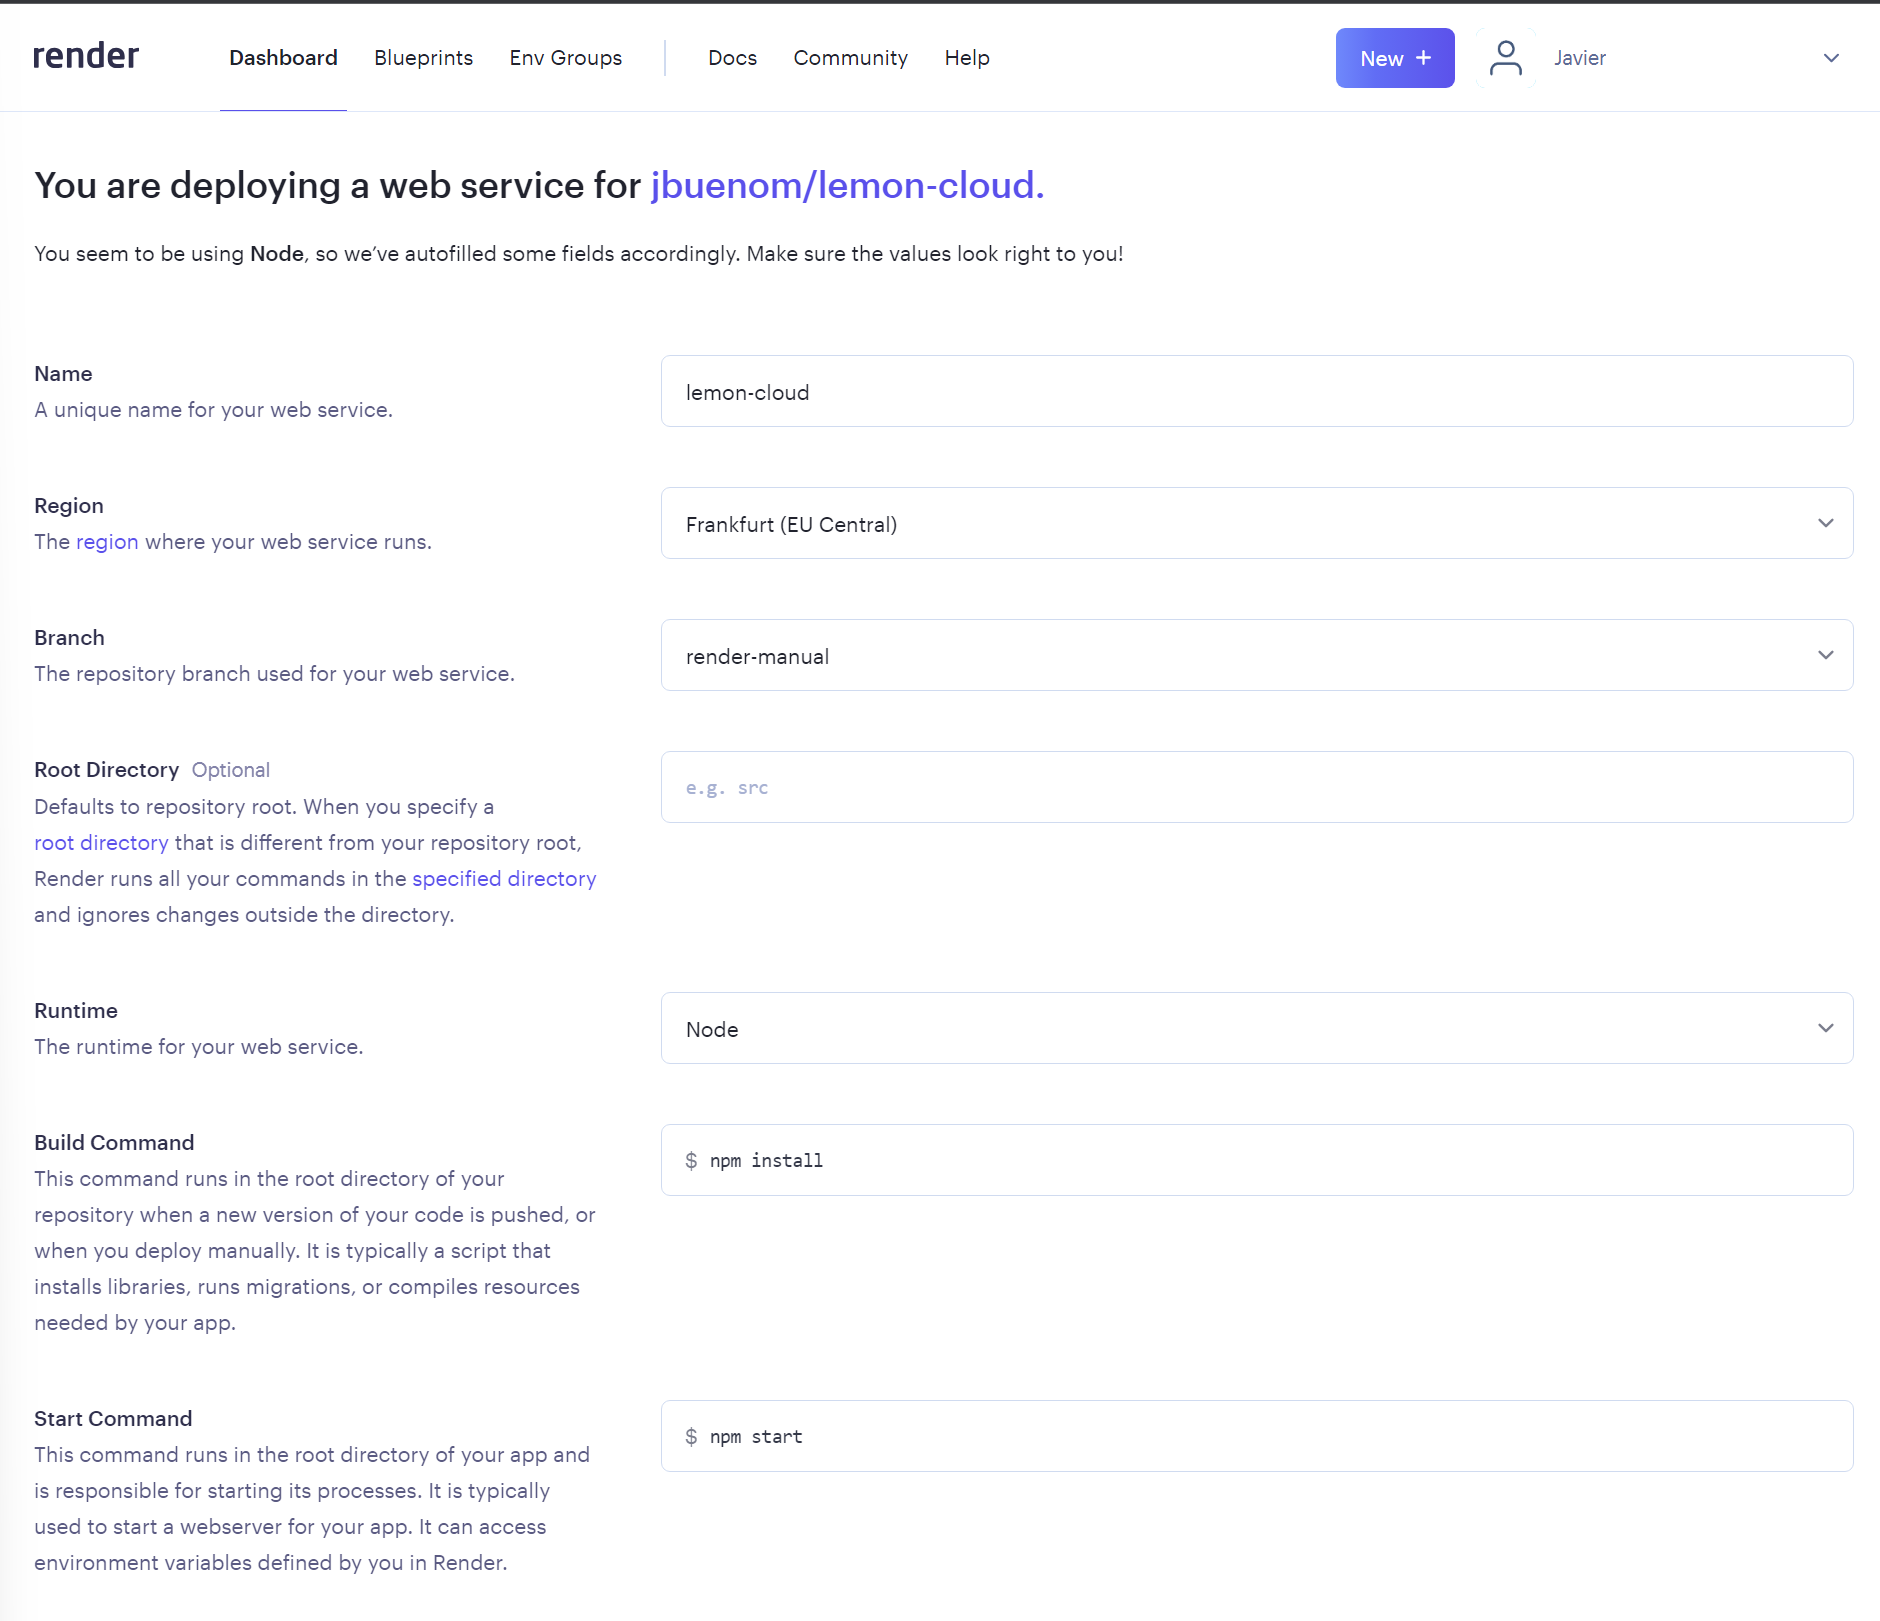 render Dashboard Blueprints Env Groups Docs Community Help New + Javier
You are deploying a web service for jbuenom/lemon-cloud.
You seem to be using Node, so we’ve autofilled some fields accordingly. Make sure the values look right to you!
Name
A unique name for your web service.
lemon-cloud
Region
The region where your web service runs.
Frankfurt (EU Central)
Branch
The repository branch used for your web service.
render-manual
Root Directory Optional
Defaults to repository root. When you specify a
root directory that is different from your repository root,
Render runs all your commands in the specified directory
and ignores changes outside the directory.
e.g. src
Runtime
The runtime for your web service.
Node
Build Command
This command runs in the root directory of your
repository when a new version of your code is pushed, or
when you deploy manually. It is typically a script that
installs libraries, runs migrations, or compiles resources
needed by your app.
$ npm install
Start Command
This command runs in the root directory of your app and
is responsible for starting its processes. It is typically
used to start a webserver for your app. It can access
environment variables defined by you in Render.
$ npm start